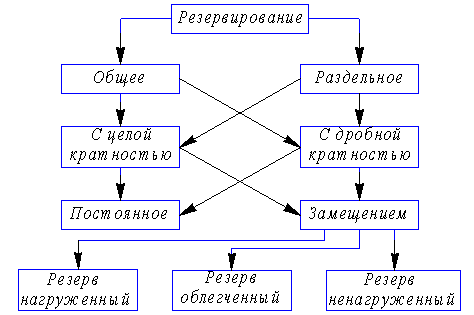 Резервирование
Общее
Раздельное
С целой
кратностью
С дробной
кратностью
Постоянное
Замещением
Резерв
нагруженный
Резерв
облегченный
Резерв
ненагруженный